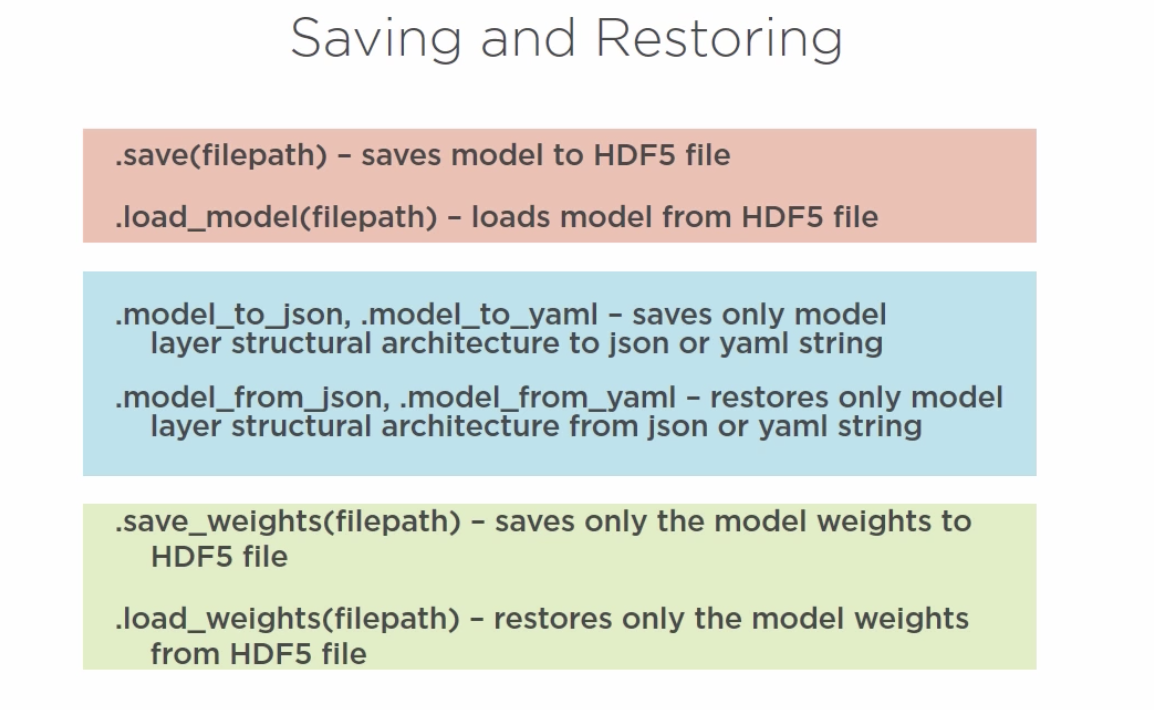 Saving and Restoring
.save(filepath) – saves model to HDF5 file
.load_model(filepath) – loads model from HDF5 file
.model_to_json, .model_to_yaml – saves only model
layer structural architecture to json or yaml string
.model_from_json, .model_from_yaml – restores only model
layer structural architecture from json or yaml string
.save_weights(filepath) – saves only the model weights to
HDF5 file
.load_weights(filepath) – restores only the model weights
from HDF5 file